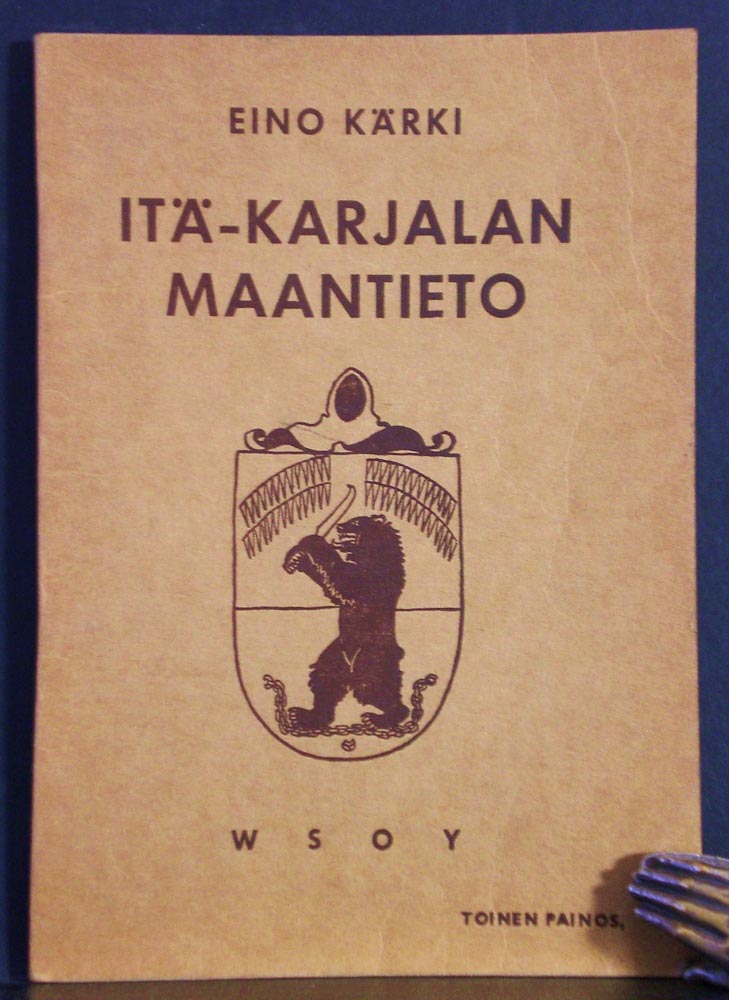 EINO KÄRKI
ITÄ-KARJALAN
MAANTIETO
WSOY
TOINEN PAINOS,